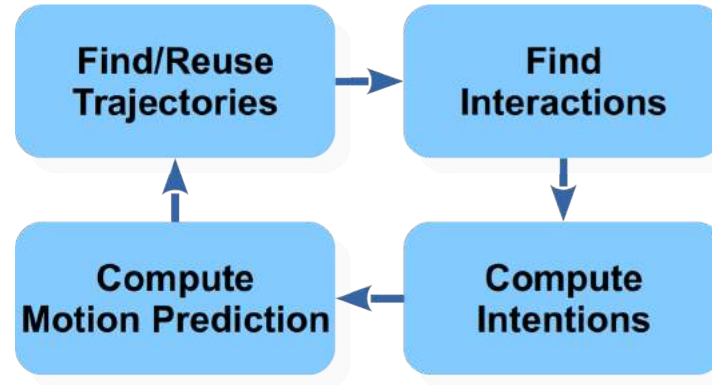 Find/Reuse
Trajectories
Find
Interactions
Compute
Motion Prediction
Compute
Intentions